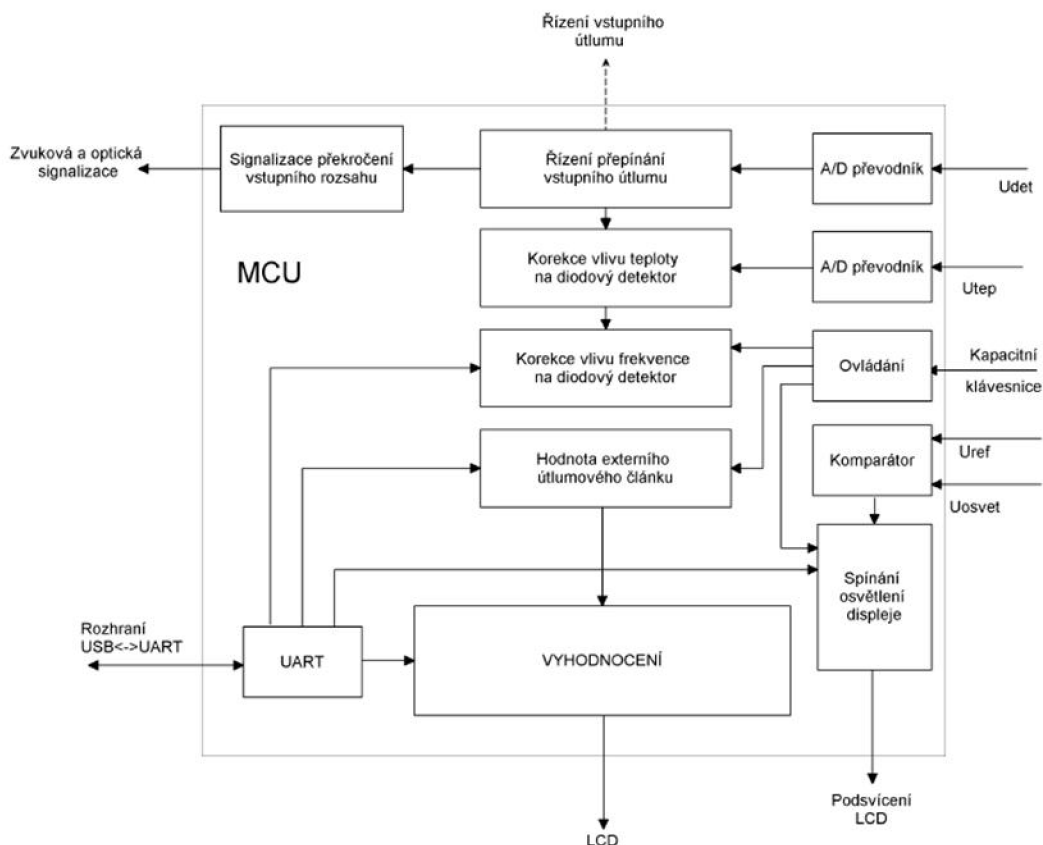 Řízení vstupního
útlumu
Zvuková a optická
signalizace
Signalizace překročení
vstupního rozsahu
Řízení přepínání
vstupního útlumu
A/D převodník
Udet
MCU
Korekce vlivu teploty
na diodový detektor
A/D převodník
Utep
Korekce vlivu frekvence
na diodový detektor
Ovládání
Kapacitní
klávesnice
Hodnota externího
útlumového článku
Komparátor
Uref
Uosvet
Spínání
osvětlení
displeje
Rozhraní
USB<->UART
UART
VYHODNOCENÍ
Podsvícení
LCD
LCD